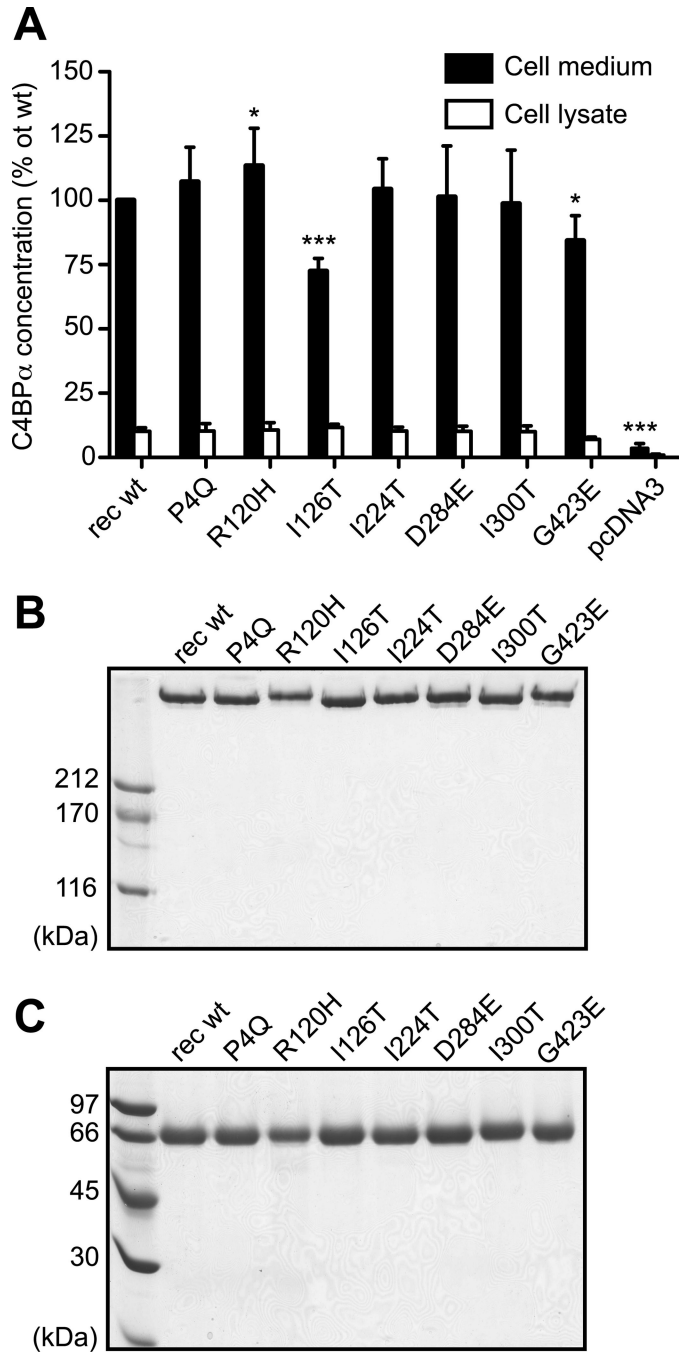 A
C4BPα concentration (% ot wt)
150
125
100
75
50
25
0
Cell medium
Cell lysate
*
***
*
***
rec wt
P4Q
R120H
I126T
I224T
D284E
I300T
G423E
pcDNA3
B
rec wt
P4Q
R120H
I126T
I224T
D284E
I300T
G423E
212
170
116
(kDa)
C
rec wt
P4Q
R120H
I126T
I224T
D284E
I300T
G423E
97
66
45
30
(kDa)